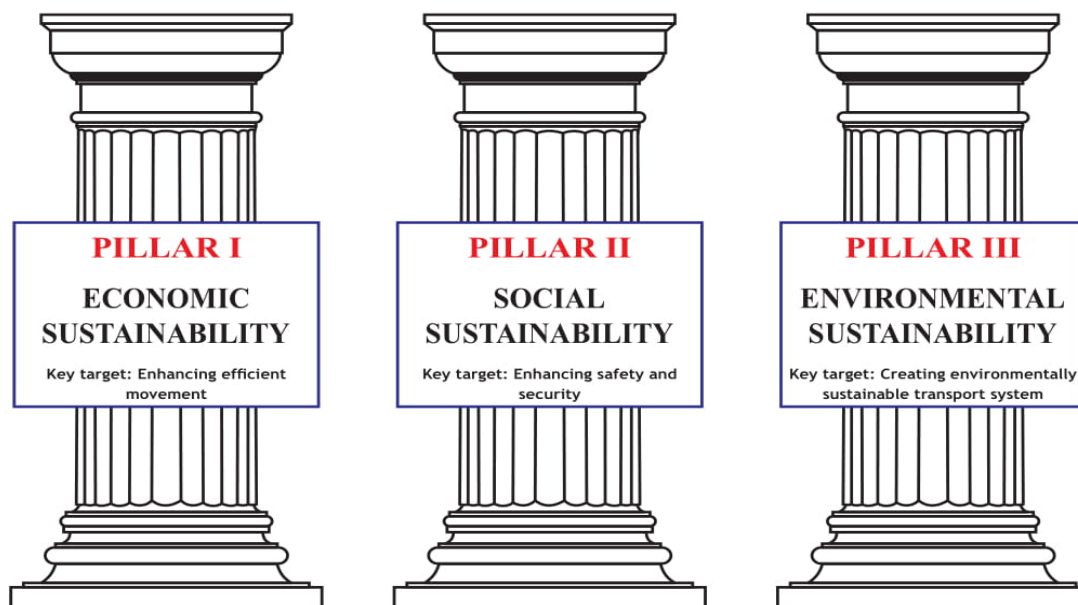 PILLAR I
ECONOMIC
SUSTAINABILITY
Key target: Enhancing efficient
movement
PILLAR II
SOCIAL
SUSTAINABILITY
Key target: Enhancing safety and
security
PILLAR III
ENVIRONMENTAL
SUSTAINABILITY
Key target: Creating environmentally
sustainable transport system